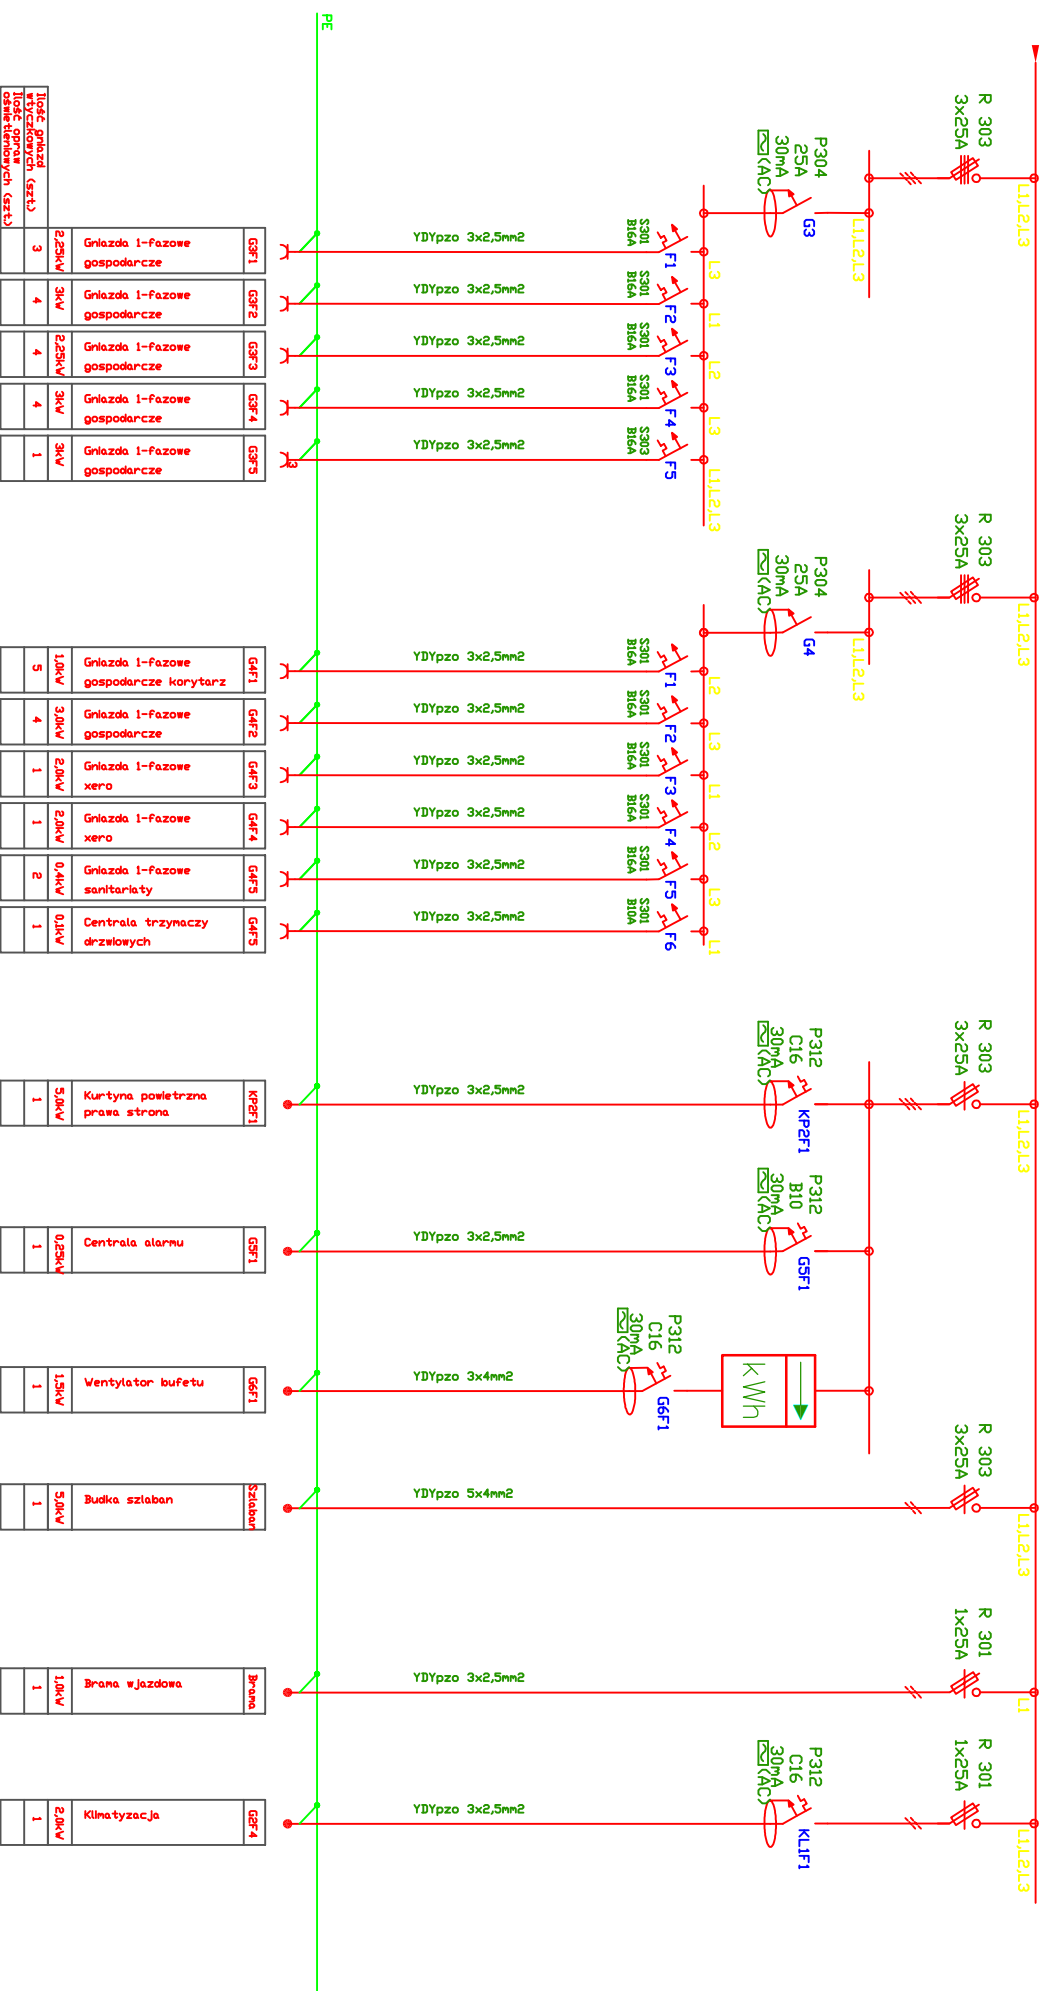 PE
R 303
3x25A
L1,L2,L3
P304
25A
30mA
(AC)
G3
L1,L2,L3
S301
B16A
F1
L3
YDYpzo 3x2,5mm2
G3F1
Gniazda 1-fazowe
gospodarcze
2,25kW
3
S301
B16A
F2
L1
YDYpzo 3x2,5mm2
G3F2
Gniazda 1-fazowe
gospodarcze
3kW
4
S301
B16A
F3
L2
YDYpzo 3x2,5mm2
G3F3
Gniazda 1-fazowe
gospodarcze
2,25kW
4
S301
B16A
F4
L3
YDYpzo 3x2,5mm2
G3F4
Gniazda 1-fazowe
gospodarcze
3kW
4
S303
B16A
F5
L1,L2,L3
YDYpzo 3x2,5mm2
3
G3F5
Gniazda 1-fazowe
gospodarcze
3kW
1
Ilość gniazd
wtyczkowych (szt.)
Ilość opraw
oświetleniowych (szt.)
R 303
3x25A
L1,L2,L3
P304
25A
30mA
(AC)
G4
L1,L2,L3
S301
B16A
F1
L2
YDYpzo 3x2,5mm2
G4F1
Gniazda 1-fazowe
gospodarcze korytarz
1,0kW
5
S301
B16A
F2
L3
YDYpzo 3x2,5mm2
G4F2
Gniazda 1-fazowe
gospodarcze
3,0kW
4
S301
B16A
F3
L1
YDYpzo 3x2,5mm2
G4F3
Gniazda 1-fazowe
xero
2,0kW
1
S301
B16A
F4
L2
YDYpzo 3x2,5mm2
G4F4
Gniazda 1-fazowe
xero
2,0kW
1
S301
B16A
F5
L3
YDYpzo 3x2,5mm2
G4F5
Gniazda 1-fazowe
sanitariaty
0,4kW
2
S301
B10A
F6
L1
YDYpzo 3x2,5mm2
G4F5
Centrala trzymaczy
drzwiowych
0,1kW
1
R 303
3x25A
L1,L2,L3
P312
C16
30mA
(AC)
KP2F1
YDYpzo 3x2,5mm2
KP2F1
Kurtyna powietrzna
prawa strona
5,0kW
1
P312
B10
30mA
(AC)
G5F1
YDYpzo 3x2,5mm2
G5F1
Centrala alarmu
0,25kW
1
kWh
P312
C16
30mA
(AC)
G6F1
YDYpzo 3x4mm2
G6F1
Wentylator bufetu
1,5kW
1
R 303
3x25A
L1,L2,L3
YDYpzo 5x4mm2
Szlaban
Budka szlaban
5,0kW
1
R 301
1x25A
L1
YDYpzo 3x2,5mm2
Brama
Brama wjazdowa
1,0kW
1
R 301
1x25A
L1,L2,L3
P312
C16
30mA
(AC)
KL1F1
YDYpzo 3x2,5mm2
G2F4
Klimatyzacja
2,0kW
1